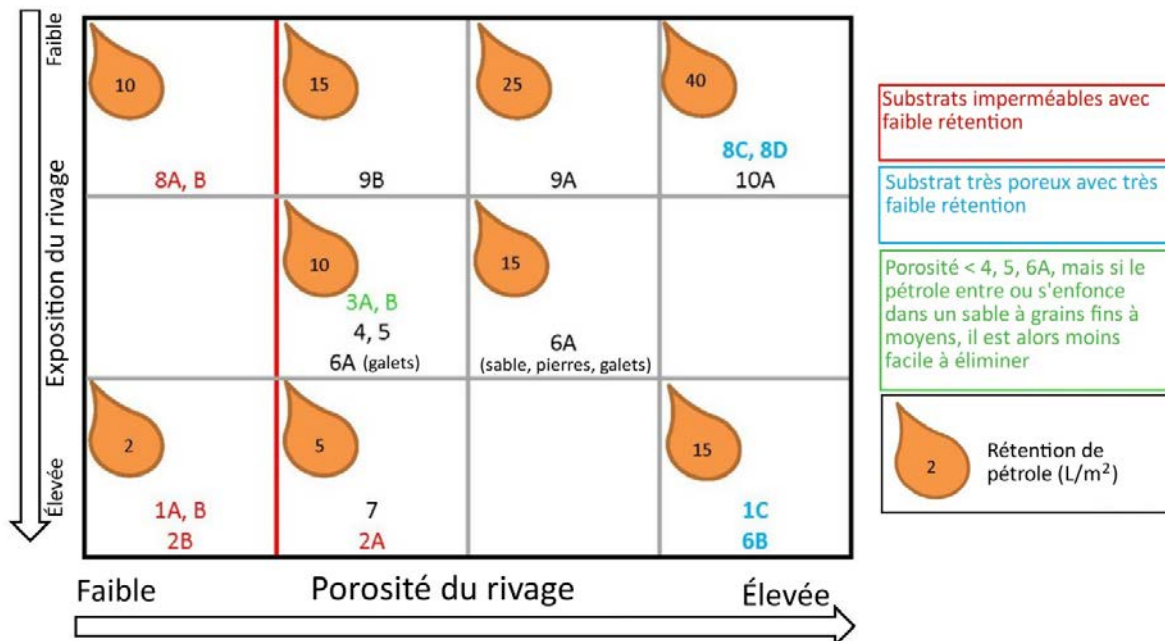 Faible
Exposition du rivage
Élevée
10
15
25
40
8A, B
9B
9A
8C, 8D
10A
10
15
3A, B
4, 5
6A (galets)
6A
(sable, pierres, galets)
2
5
15
1A, B
2B
7
2A
1C
6B
Faible
Porosité du rivage
Élevée
Substrats imperméables avec
faible rétention
Substrat très poreux avec très
faible rétention
Porosité < 4, 5, 6A, mais si le
pétrole entre ou s'enfonce
dans un sable à grains fins à
moyens, il est alors moins
facile à éliminer
2
Rétention de
pétrole (L/m²)